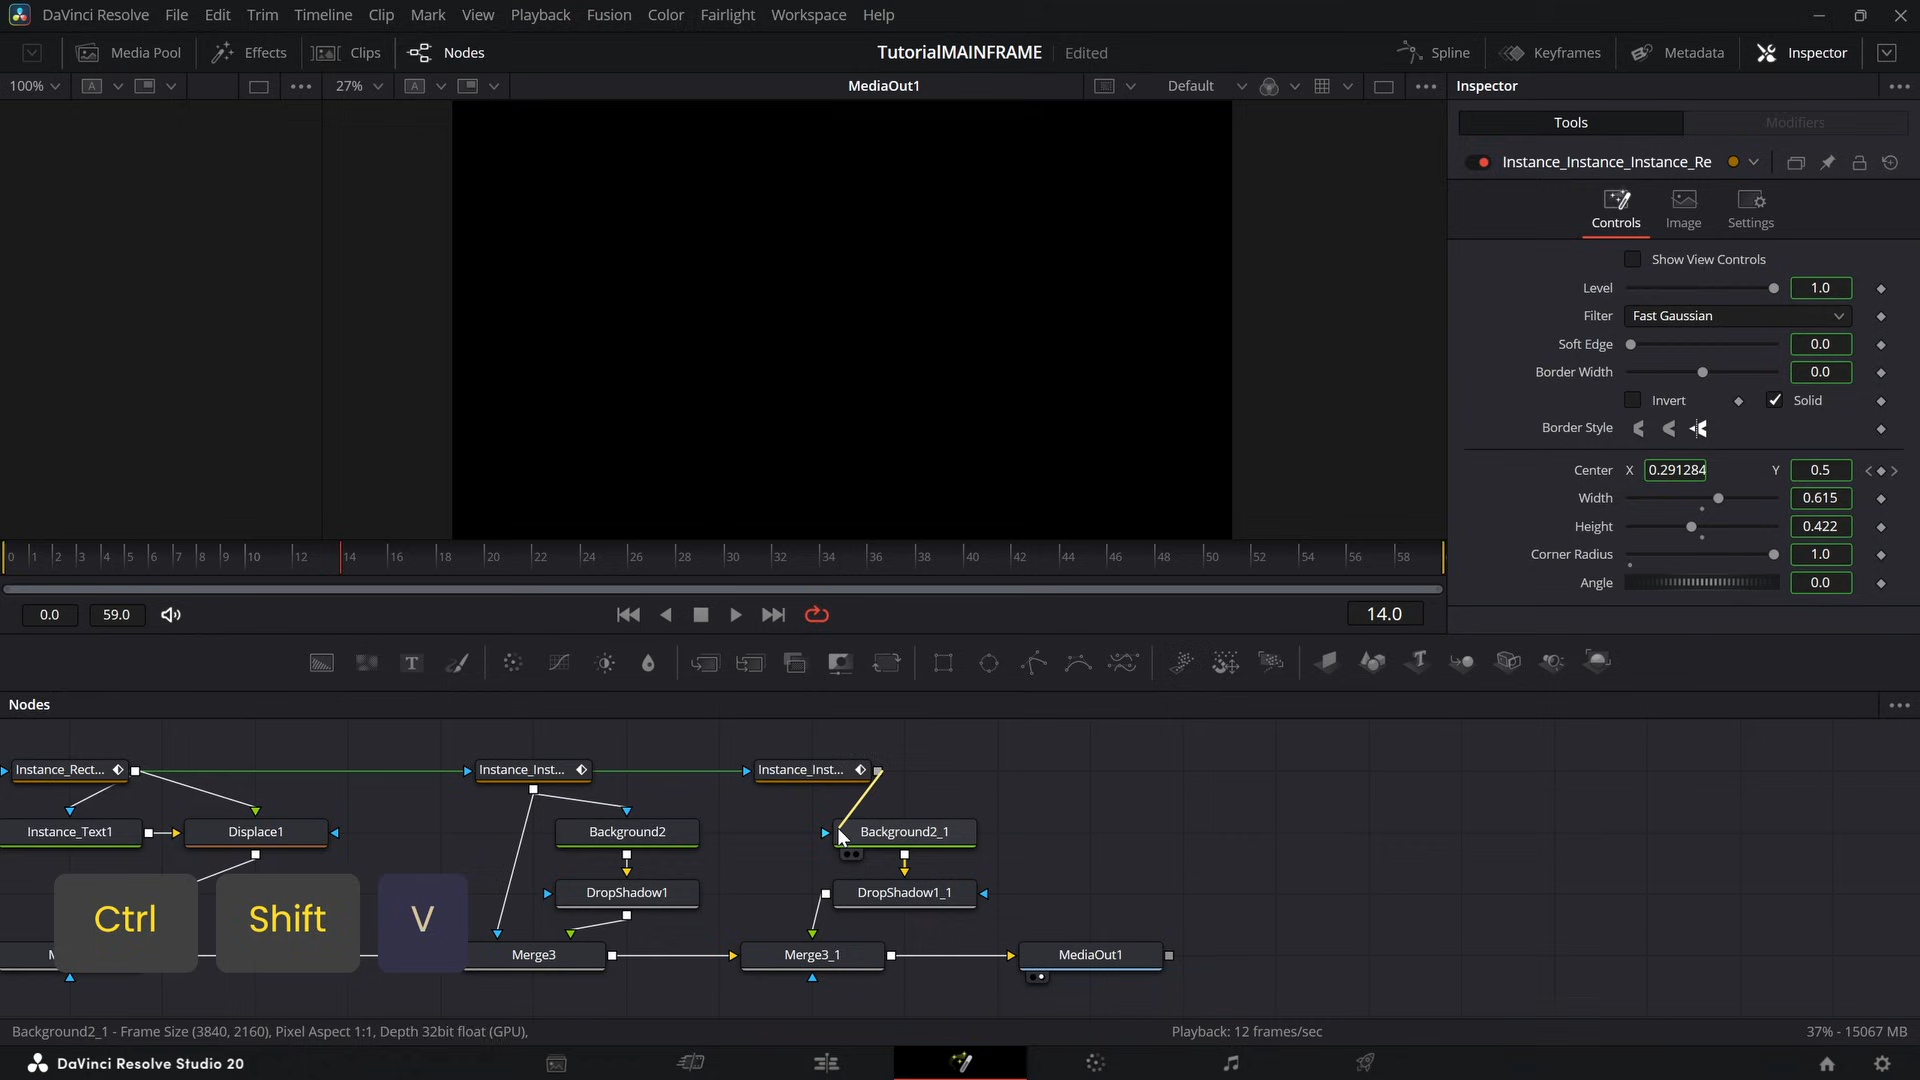 DaVinci Resolve File Edit Trim Timeline Clip Mark View Playback Fusion Color Fairlight Workspace Help
Media Pool Effects Clips Nodes TutorialMAINFRAME Edited Spline Keyframes Metadata Inspector
100% A 27% A MediaOut1 Default Inspector
Tools Modifiers
Instance_Instance_Instance_Re
Controls Image Settings
Show View Controls
Level 1.0
Filter Fast Gaussian
Soft Edge 0.0
Border Width 0.0
Invert Solid
Border Style
Center X 0.291284 Y 0.5
Width 0.615
Height 0.422
Corner Radius 1.0
Angle 0.0
0 1 2 3 4 5 6 7 8 9 10 12 14 16 18 20 22 24 26 28 30 32 34 36 38 40 42 44 46 48 50 52 54 56 58
0.0 59.0 14.0
T T
Nodes
Instance_Rect... Instance_Inst... Instance_Inst...
Instance_Text1 Displace1 Background2 Background2_1
DropShadow1 DropShadow1_1
Ctrl Shift V
M Merge3 Merge3_1 MediaOut1
Background2_1 - Frame Size (3840, 2160), Pixel Aspect 1:1, Depth 32bit float (GPU), Playback: 12 frames/sec 37% - 15067 MB
DaVinci Resolve Studio 20